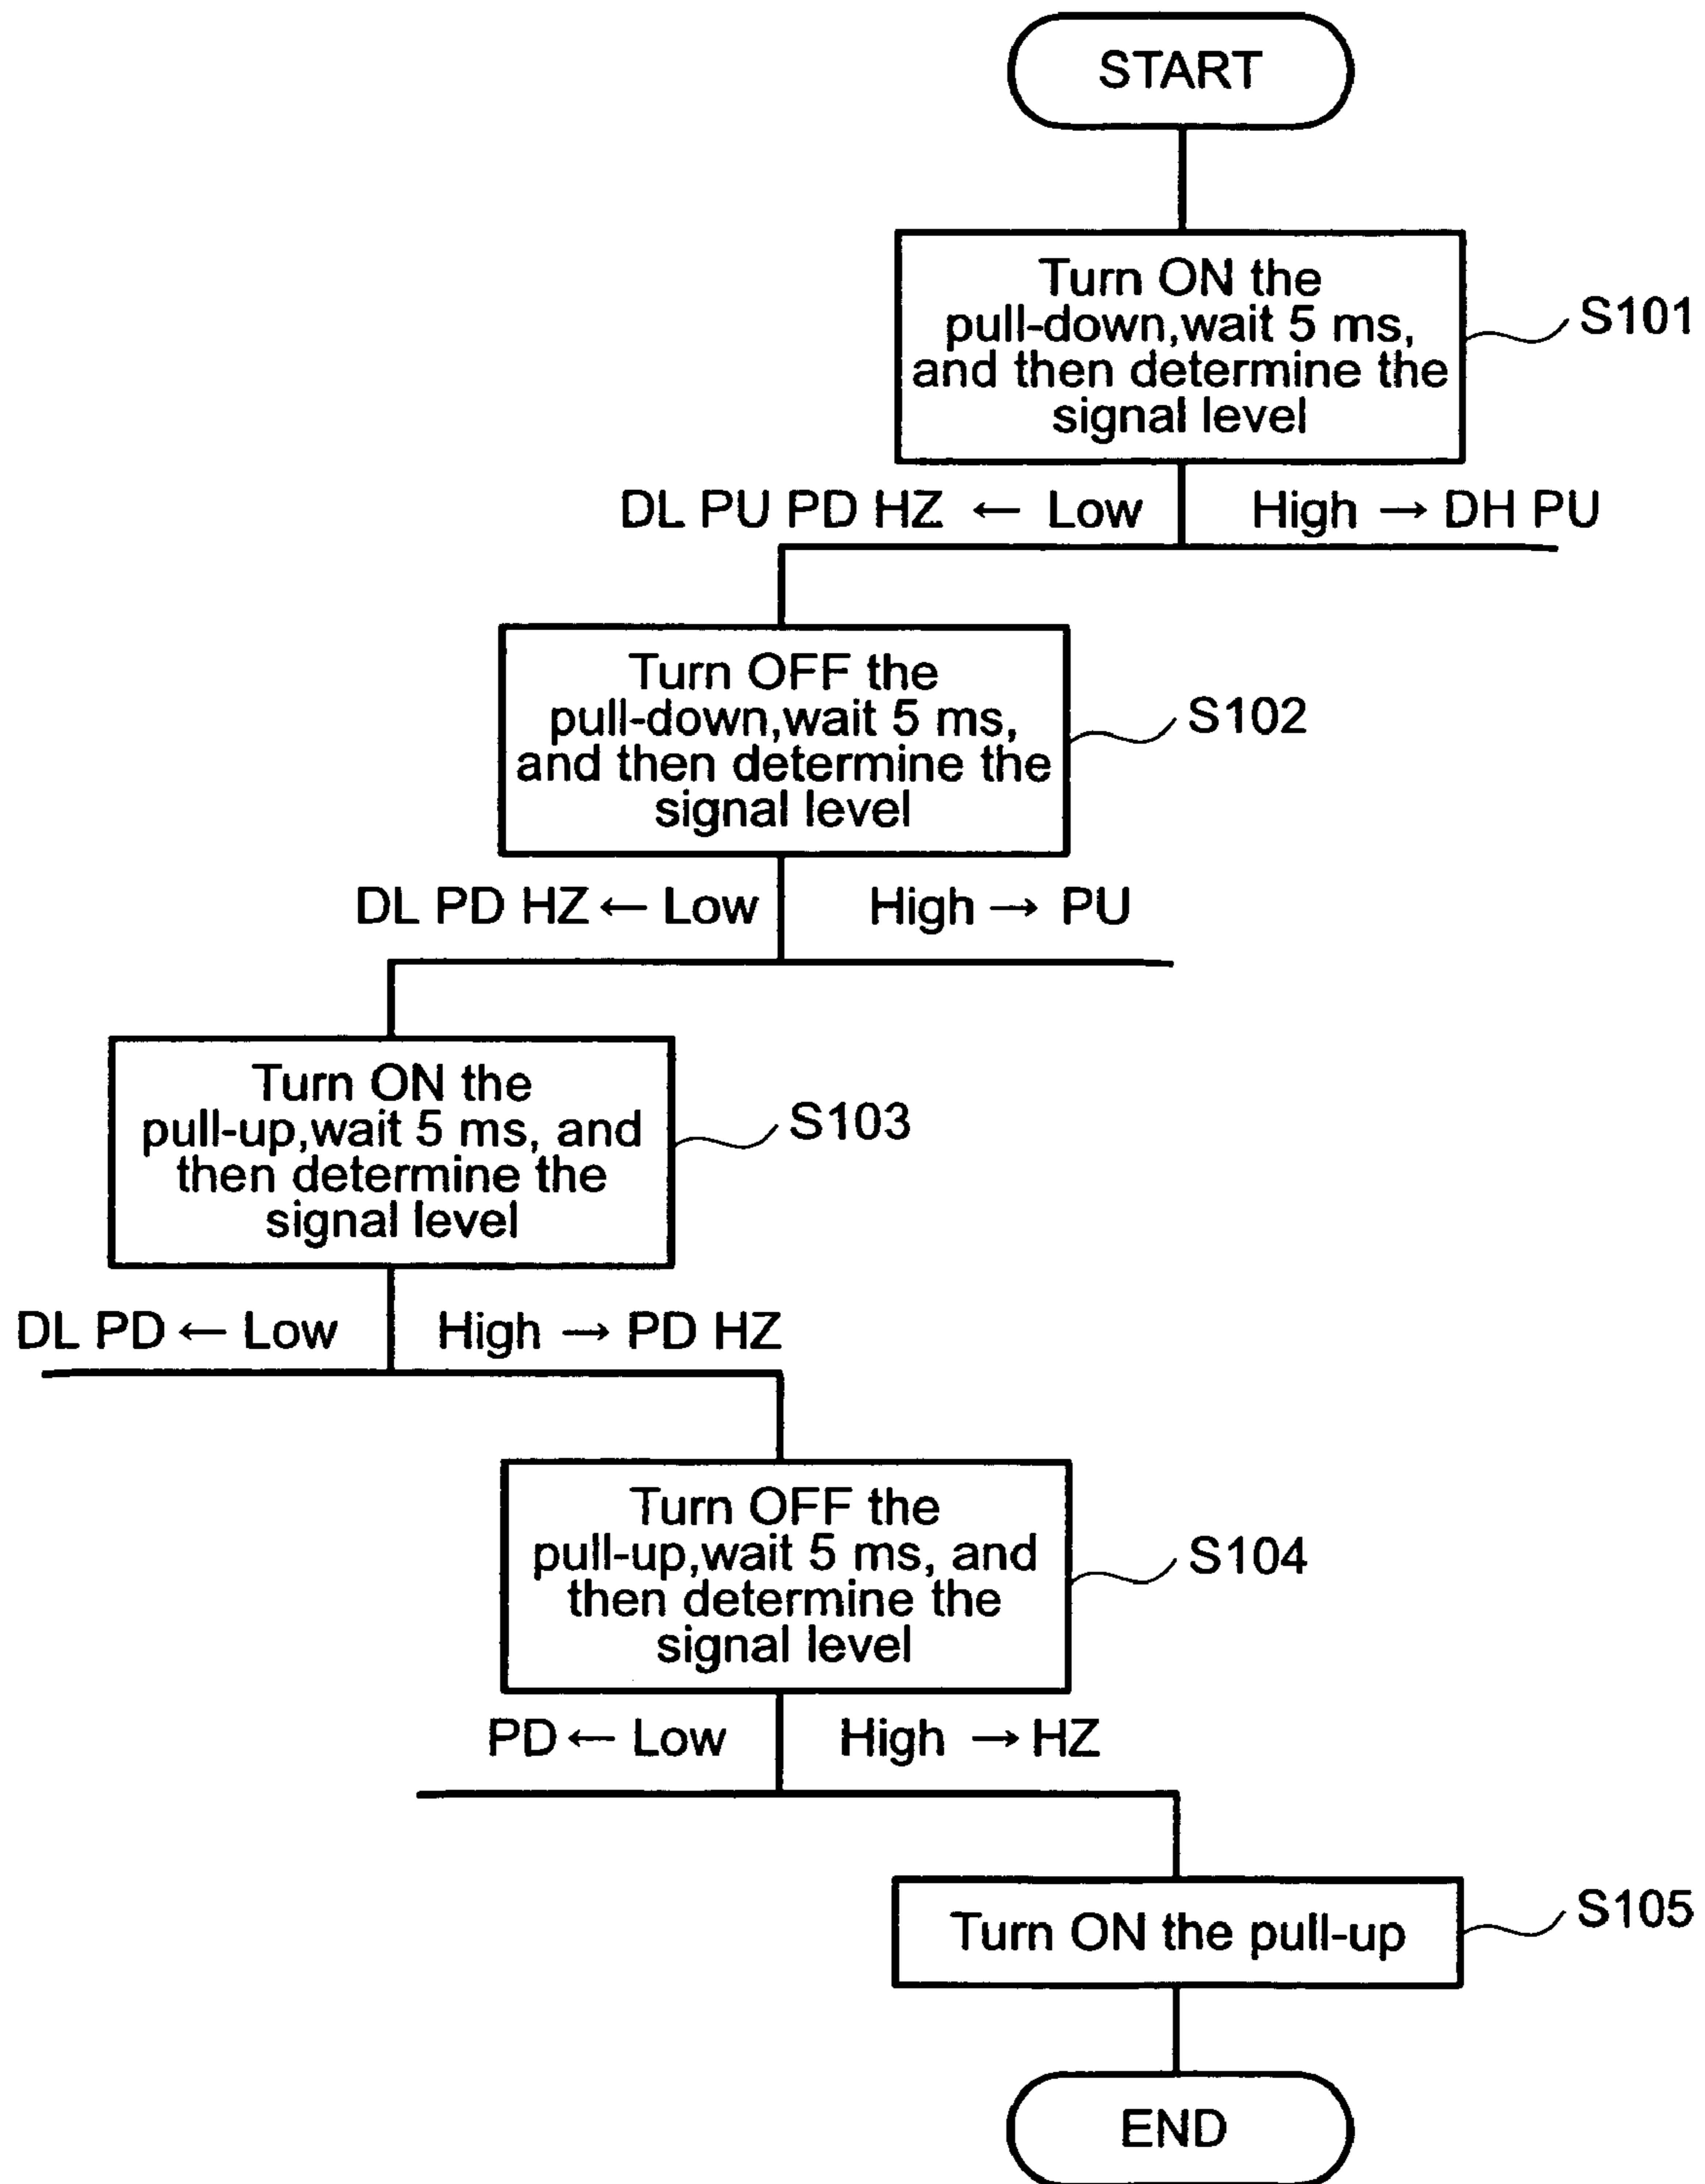 START
Turn ON the
pull-down,wait 5 ms,
and then determine the
signal level
S101
DL PU PD HZ ← Low
High → DH PU
Turn OFF the
pull-down,wait 5 ms,
and then determine the
signal level
S102
DL PD HZ ← Low
High → PU
Turn ON the
pull-up,wait 5 ms, and
then determine the
signal level
S103
DL PD ← Low
High → PD HZ
Turn OFF the
pull-up,wait 5 ms, and
then determine the
signal level
S104
PD ← Low
High → HZ
Turn ON the pull-up
S105
END